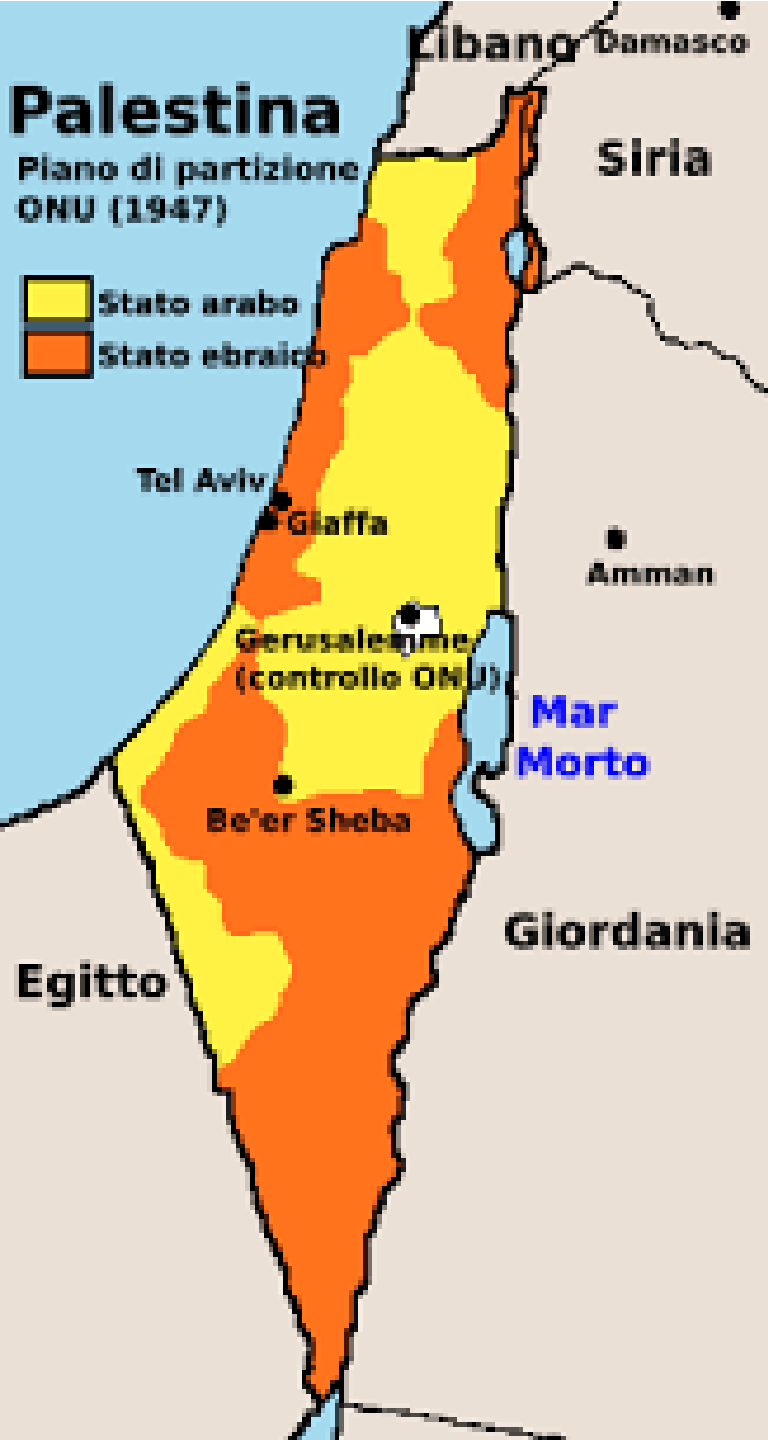 Libano
Damasco
Palestina
Piano di partizione
ONU (1947)
Siria
Stato arabo
Stato ebraico
Tel Aviv
Giaffa
Amman
Gerusalemme
(controllo ONU)
Mar
Morto
Be'er Sheba
Giordania
Egitto